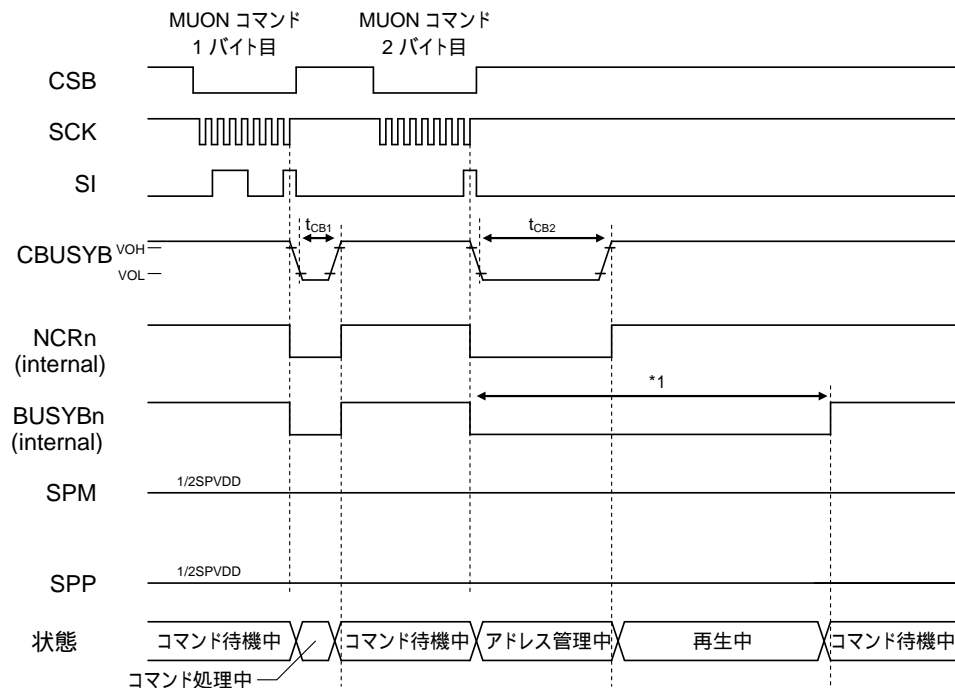 MUON コマンド
1 バイト目
MUON コマンド
2 バイト目
CSB
SCK
SI
CBUSYB
VOH
VOL
tCB1
tCB2
NCRn
(internal)
*1
BUSYBn
(internal)
SPM
1/2SPVDD
SPP
1/2SPVDD
状態
コマンド待機中
コマンド待機中
アドレス管理中
再生中
コマンド待機中
コマンド処理中